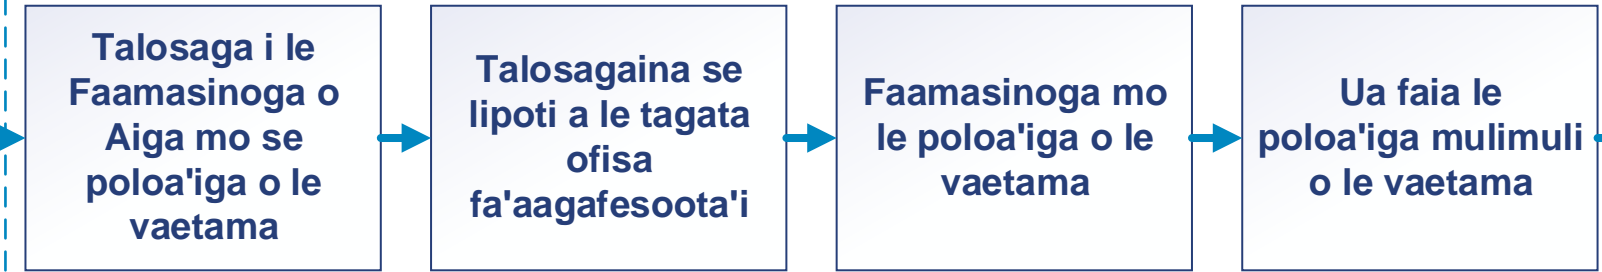 Talosaga i le
Faamasinoga o
Aiga mo se
poloa'iga o le
vaetama
Talosagaina se
lipoti a le tagata
ofisa
fa'aagafesoota'i
Faamasinoga mo
le poloa'iga o le
vaetama
Ua faia le
poloa'iga mulimuli
o le vaetama